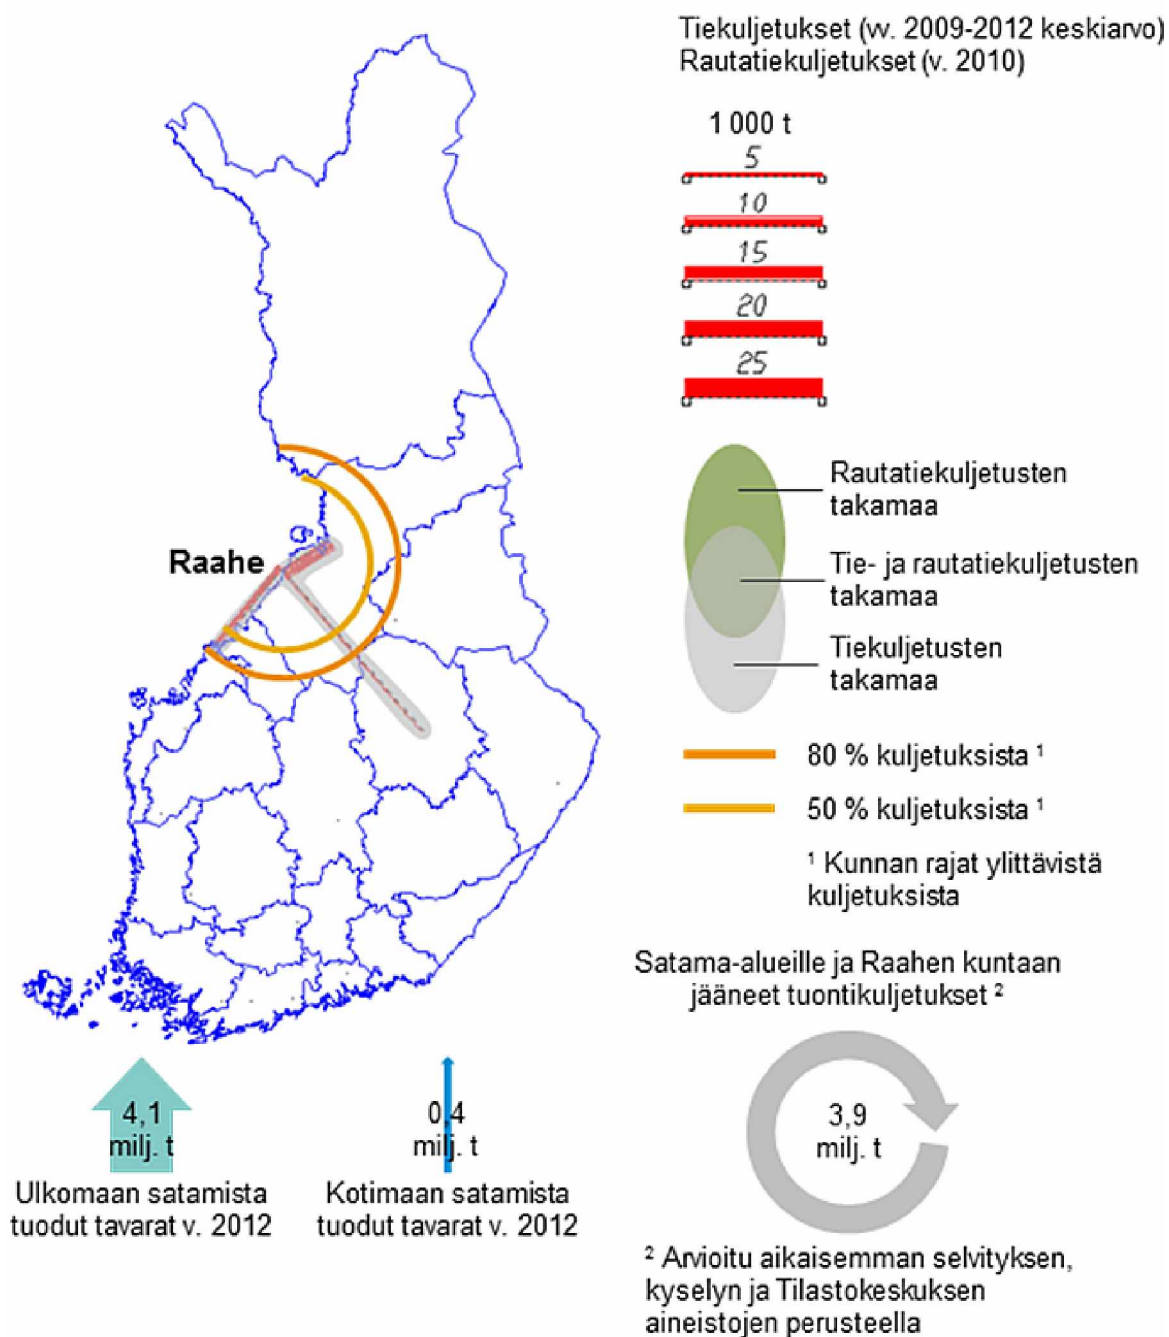 Tiekuljetukset (vv. 2009-2012 keskiarvo)
Rautatiekuljetukset (v. 2010)
1 000 t
5
10
15
20
25
Rautatiekuljetusten
takamaa
Tie- ja rautatiekuljetusten
takamaa
Tiekuljetusten
takamaa
Raahe
80 % kuljetuksista ¹
50 % kuljetuksista ¹
¹ Kunnan rajat ylittävistä
kuljetuksista
Satama-alueille ja Raahen kuntaan
jääneet tuontikuljetukset ²
4,1
milj. t
Ulkomaan satamista
tuodut tavarat v. 2012
0,4
milj. t
Kotimaan satamista
tuodut tavarat v. 2012
3,9
milj. t
² Arvioitu aikaisemman selvityksen,
kyselyn ja Tilastokeskuksen
aineistojen perusteella